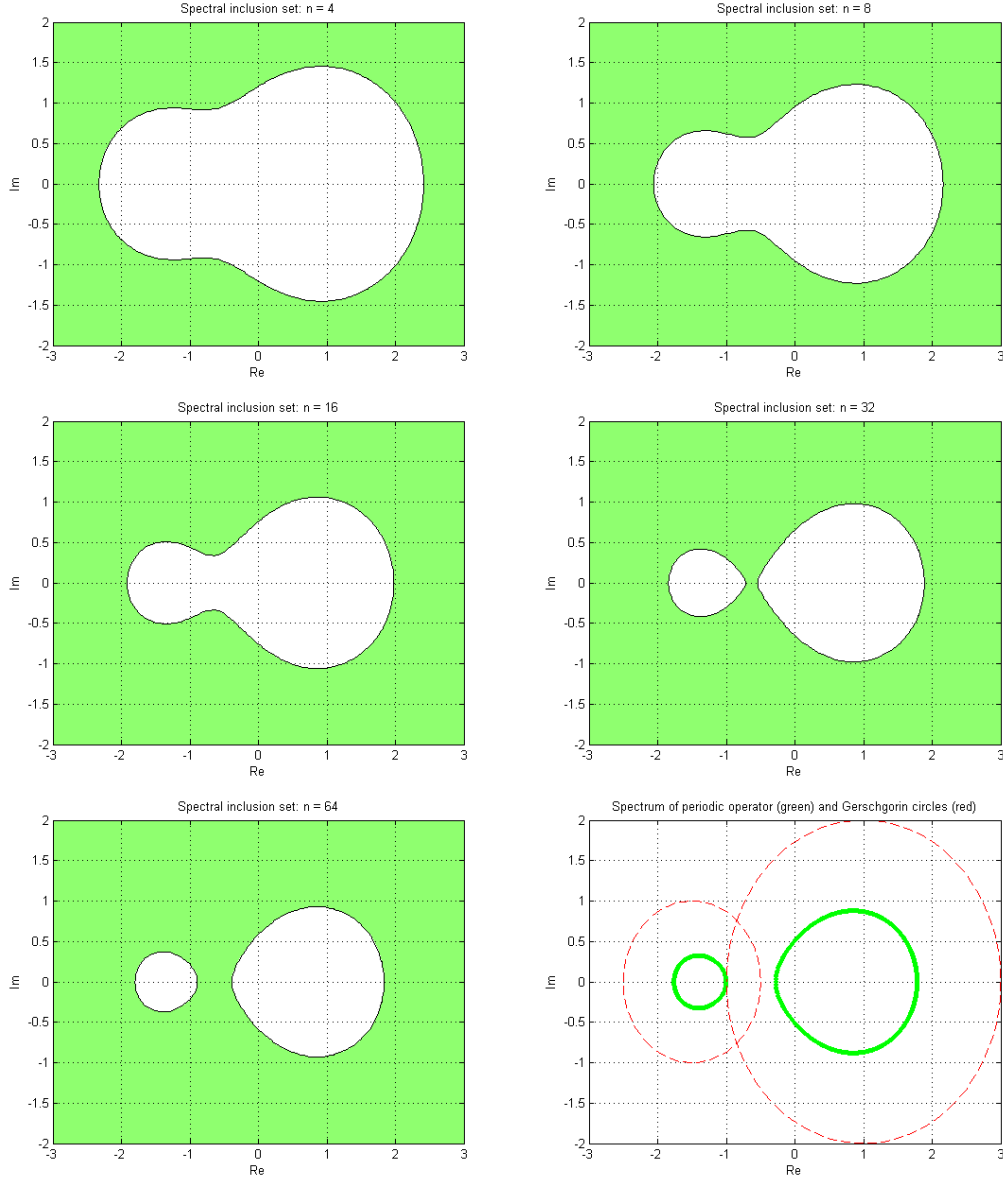 Spectral inclusion set: n = 4
2
1.5
1
0.5
0
-0.5
-1
-1.5
-2
Im
-3 -2 -1 0 1 2 3
Re
Spectral inclusion set: n = 8
2
1.5
1
0.5
0
-0.5
-1
-1.5
-2
Im
-3 -2 -1 0 1 2 3
Re
Spectral inclusion set: n = 16
2
1.5
1
0.5
0
-0.5
-1
-1.5
-2
Im
-3 -2 -1 0 1 2 3
Re
Spectral inclusion set: n = 32
2
1.5
1
0.5
0
-0.5
-1
-1.5
-2
Im
-3 -2 -1 0 1 2 3
Re
Spectral inclusion set: n = 64
2
1.5
1
0.5
0
-0.5
-1
-1.5
-2
Im
-3 -2 -1 0 1 2 3
Re
Spectrum of periodic operator (green) and Gerschgorin circles (red)
2
1.5
1
0.5
0
-0.5
-1
-1.5
-2
Im
-3 -2 -1 0 1 2 3
Re